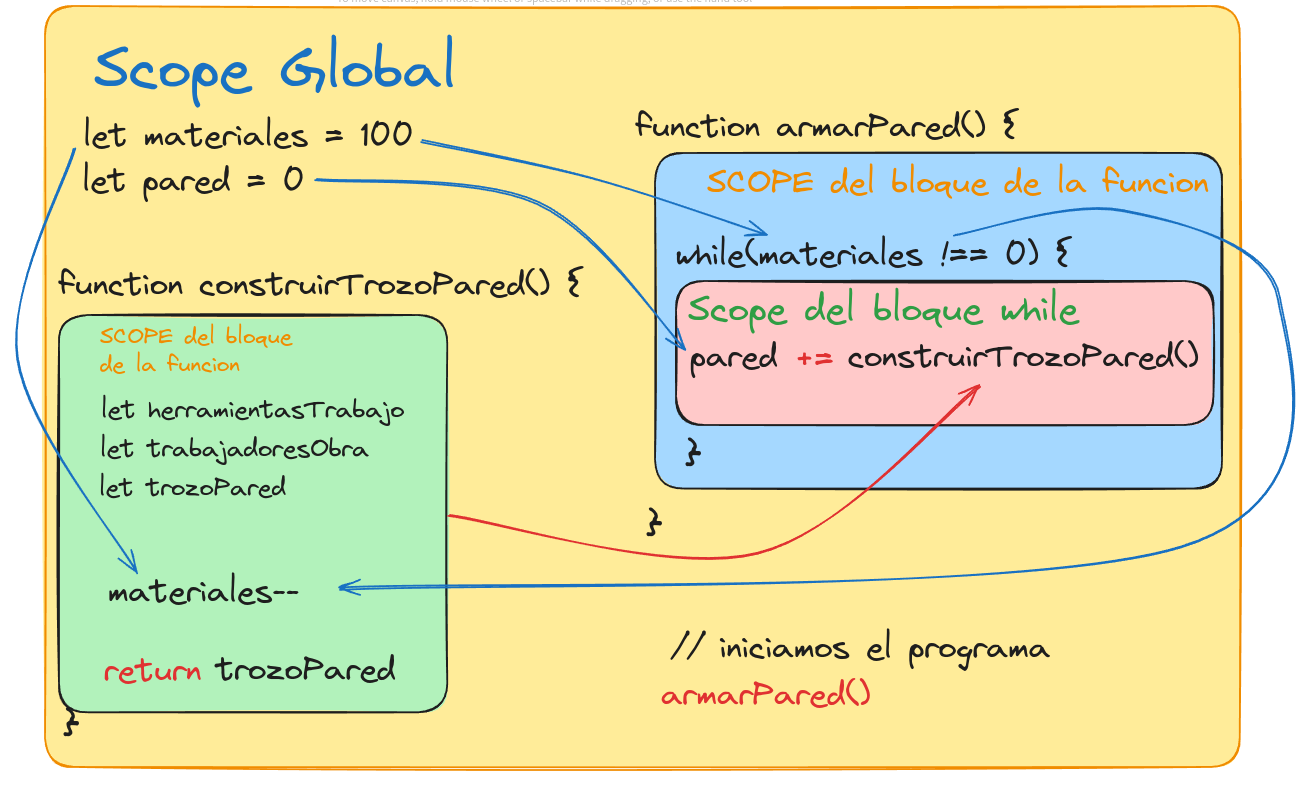 To move canvas, hold mouse wheel or spacebar while dragging, or use the hand tool
Scope Global
let materiales = 100
let pared = 0
function construirTrozoPared() {
SCOPE del bloque
de la funcion
let herramientasTrabajo
let trabajadoresObra
let trozoPared
materiales--
return trozoPared
}
function armarPared() {
SCOPE del bloque de la funcion
while(materiales !== 0) {
Scope del bloque while
pared += construirTrozoPared()
}
}
// iniciamos el programa
armarPared()